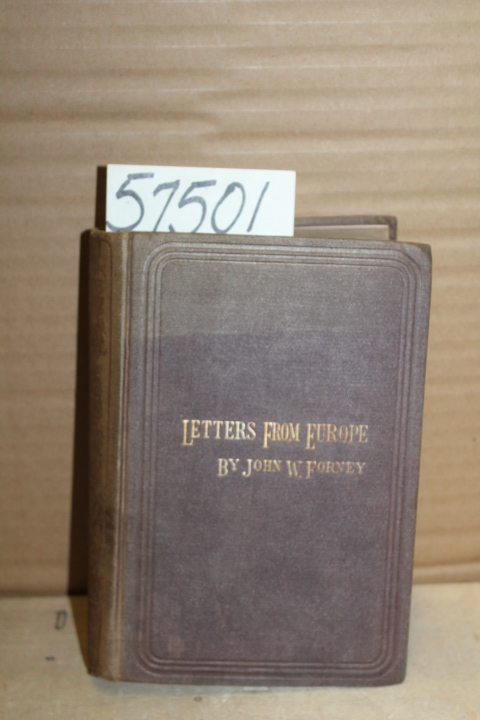 57501
LETTERS FROM EUROPE
BY JOHN W. FORNEY